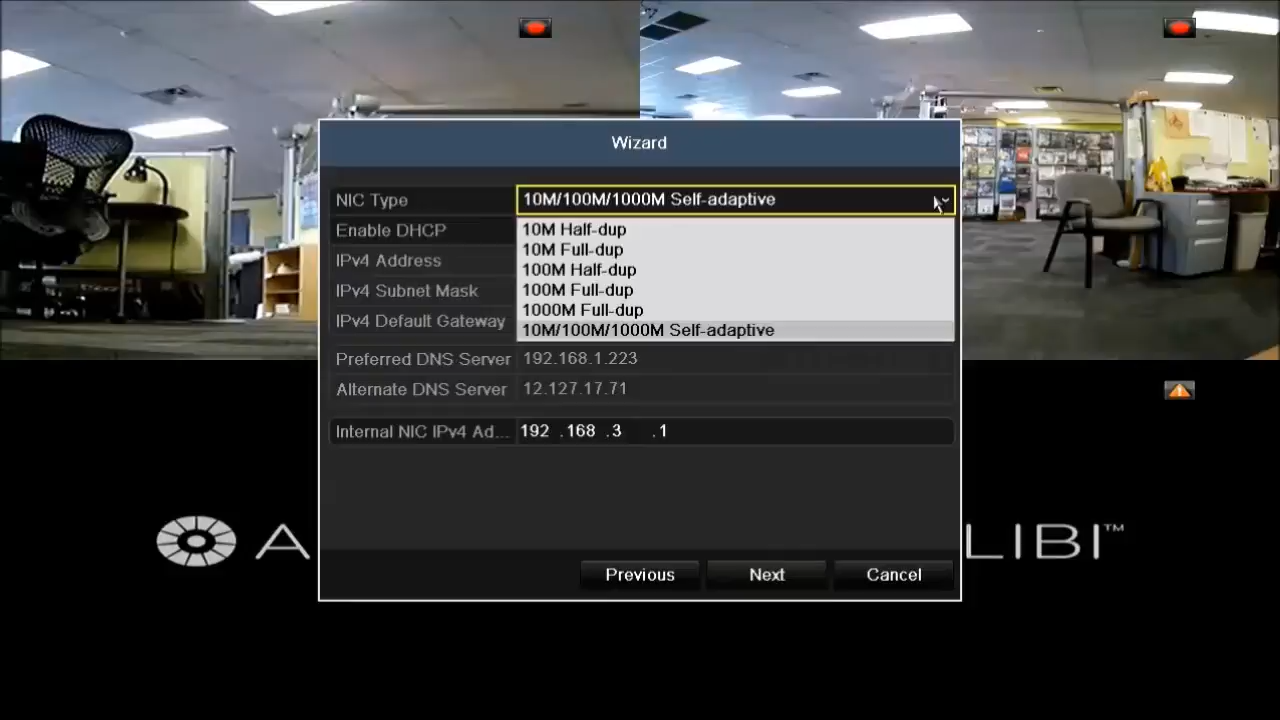 Wizard
NIC Type 10M/100M/1000M Self-adaptive
Enable DHCP 10M Half-dup
10M Full-dup
IPv4 Address
100M Half-dup
IPv4 Subnet Mask 100M Full-dup
1000M Full-dup
IPv4 Default Gateway
10M/100M/1000M Self-adaptive
Preferred DNS Server 192.168.1.223
Alternate DNS Server 12.127.17.71
Internal NIC IPv4 Ad... 192 .168 .3 .1
A LIBI™
Previous Next Cancel